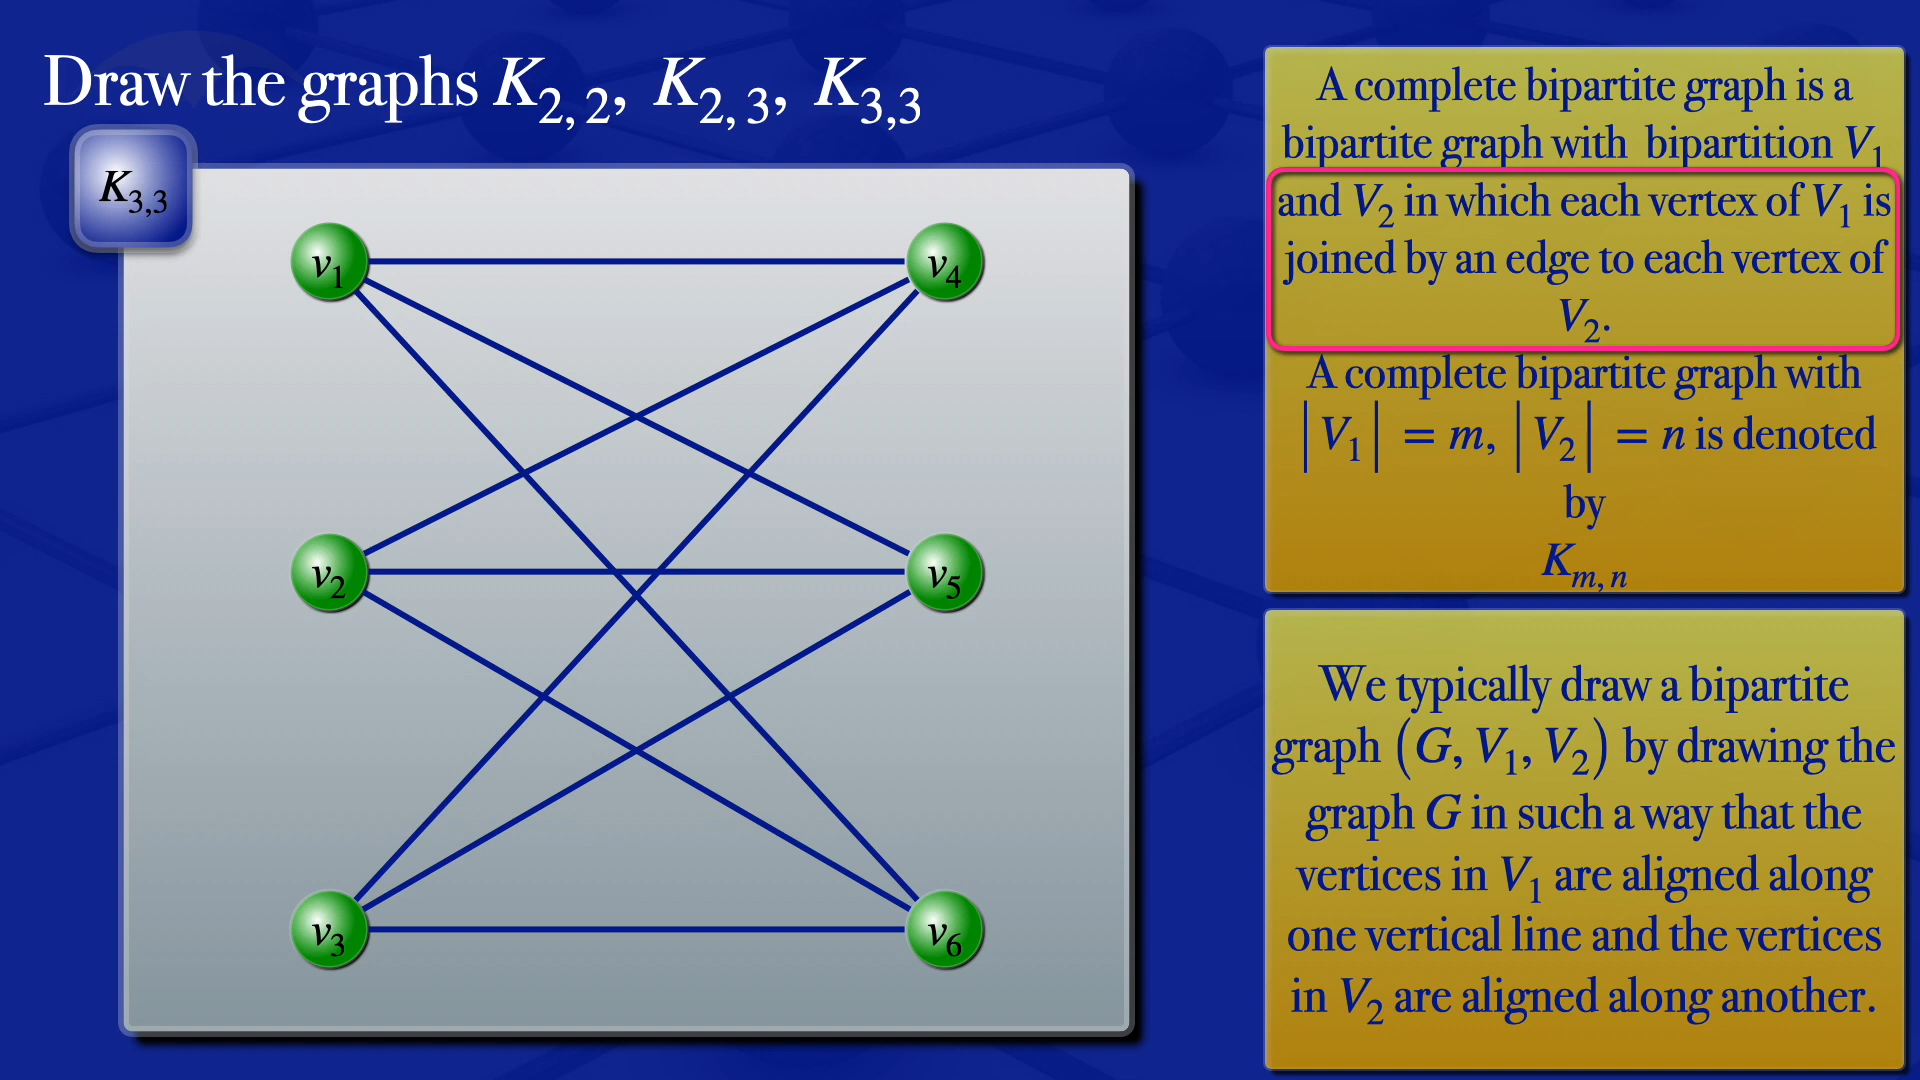 Draw the graphs K₂, ₂, K₂, ₃, K₃,₃
K₃,₃
v₁
v₄
v₂
v₅
v₃
v₆
A complete bipartite graph is a
bipartite graph with bipartition V₁
and V₂ in which each vertex of V₁ is
joined by an edge to each vertex of
V₂.
A complete bipartite graph with
|V₁| = m, |V₂| = n is denoted
by
Kₘ, ₙ
We typically draw a bipartite
graph (G, V₁, V₂) by drawing the
graph G in such a way that the
vertices in V₁ are aligned along
one vertical line and the vertices
in V₂ are aligned along another.